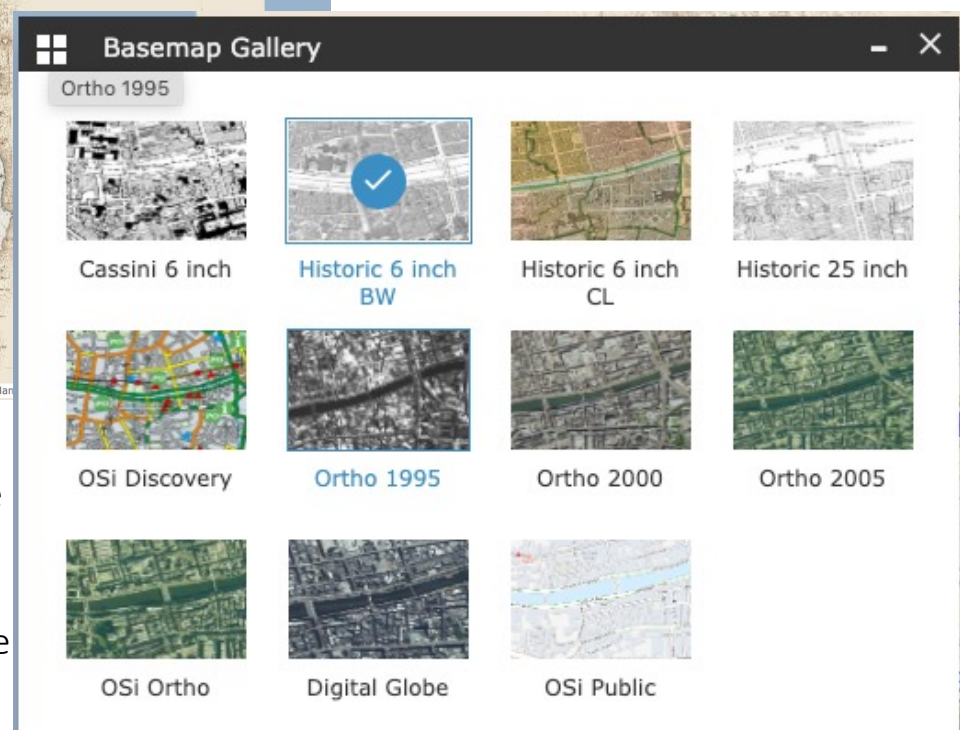 Basemap Gallery
Ortho 1995
Cassini 6 inch
Historic 6 inch
BW
Historic 6 inch
CL
Historic 25 inch
OSi Discovery
Ortho 1995
Ortho 2000
Ortho 2005
OSi Ortho
Digital Globe
OSi Public